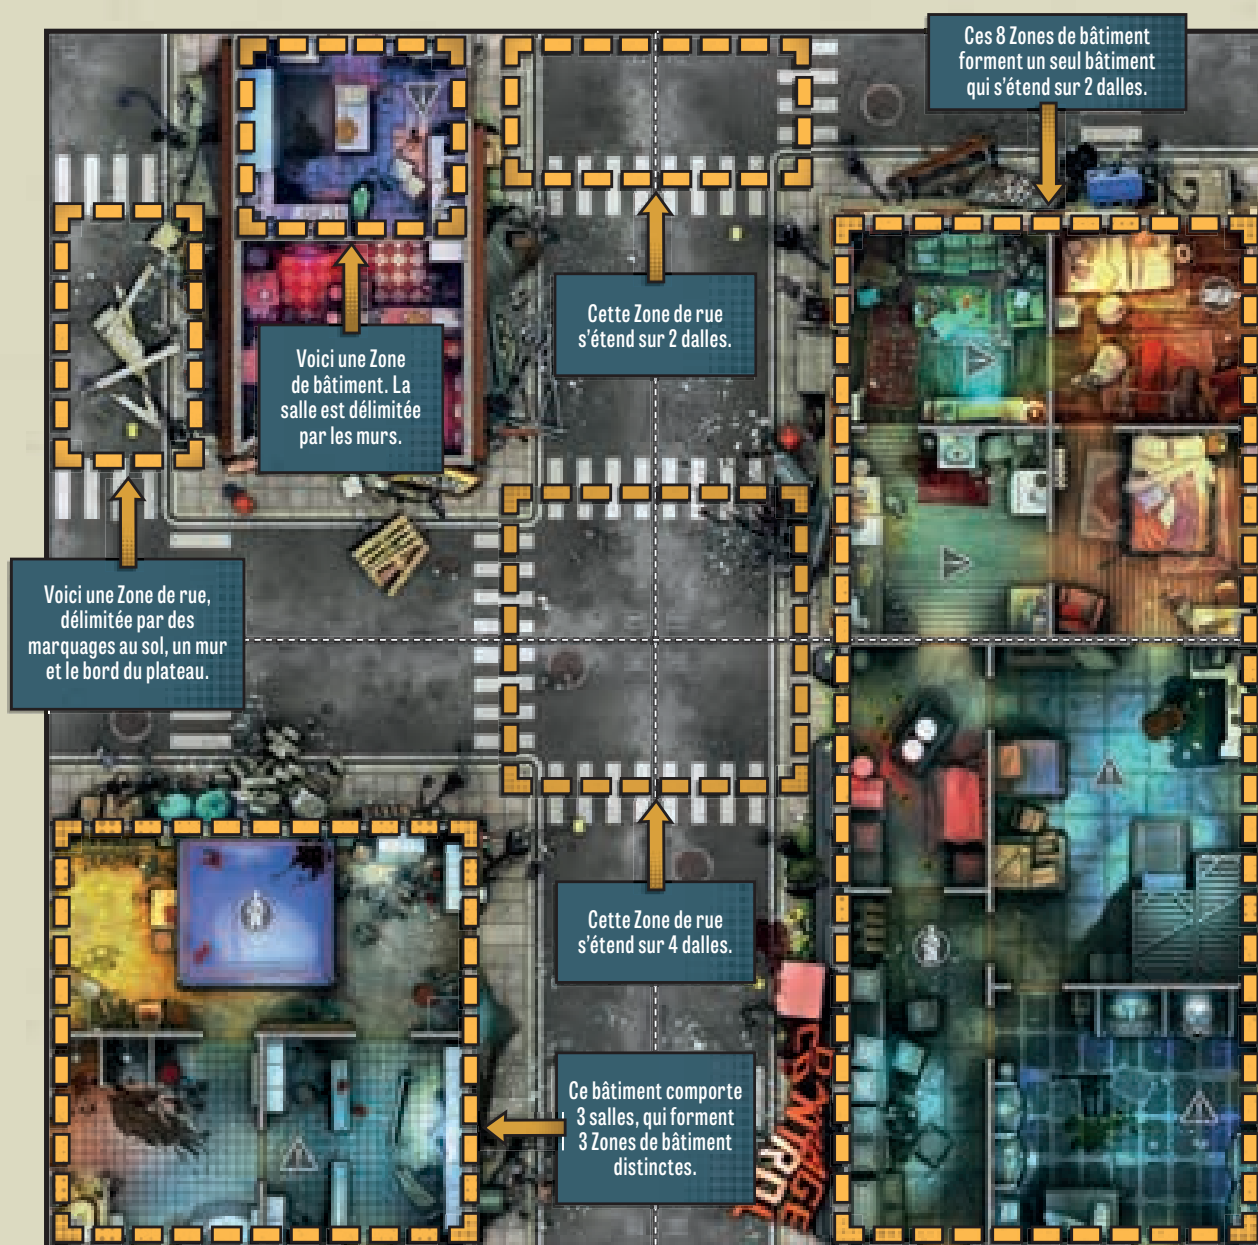 Ces 8 Zones de bâtiment
forment un seul bâtiment
qui s'étend sur 2 dalles.
Cette Zone de rue
s'étend sur 2 dalles.
Voici une Zone
de bâtiment. La
salle est délimitée
par les murs.
Voici une Zone de rue,
délimitée par des
marquages au sol, un mur
et le bord du plateau.
Cette Zone de rue
s'étend sur 4 dalles.
Ce bâtiment comporte
3 salles, qui forment
3 Zones de bâtiment
distinctes.